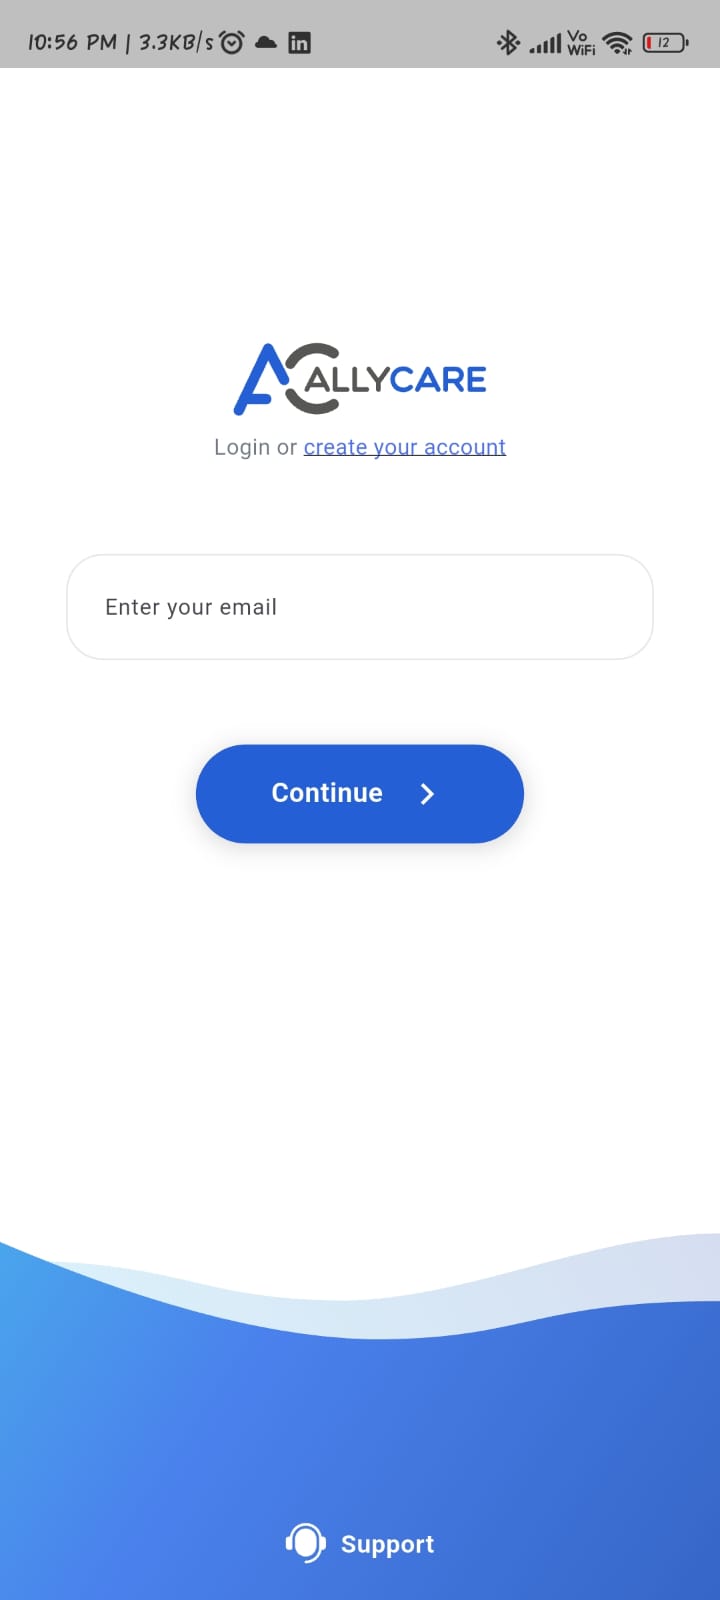 10:56 PM | 3.3KB/s in Vo WiFi 12
ALLYCARE
Login or create your account
Enter your email
Continue
Support